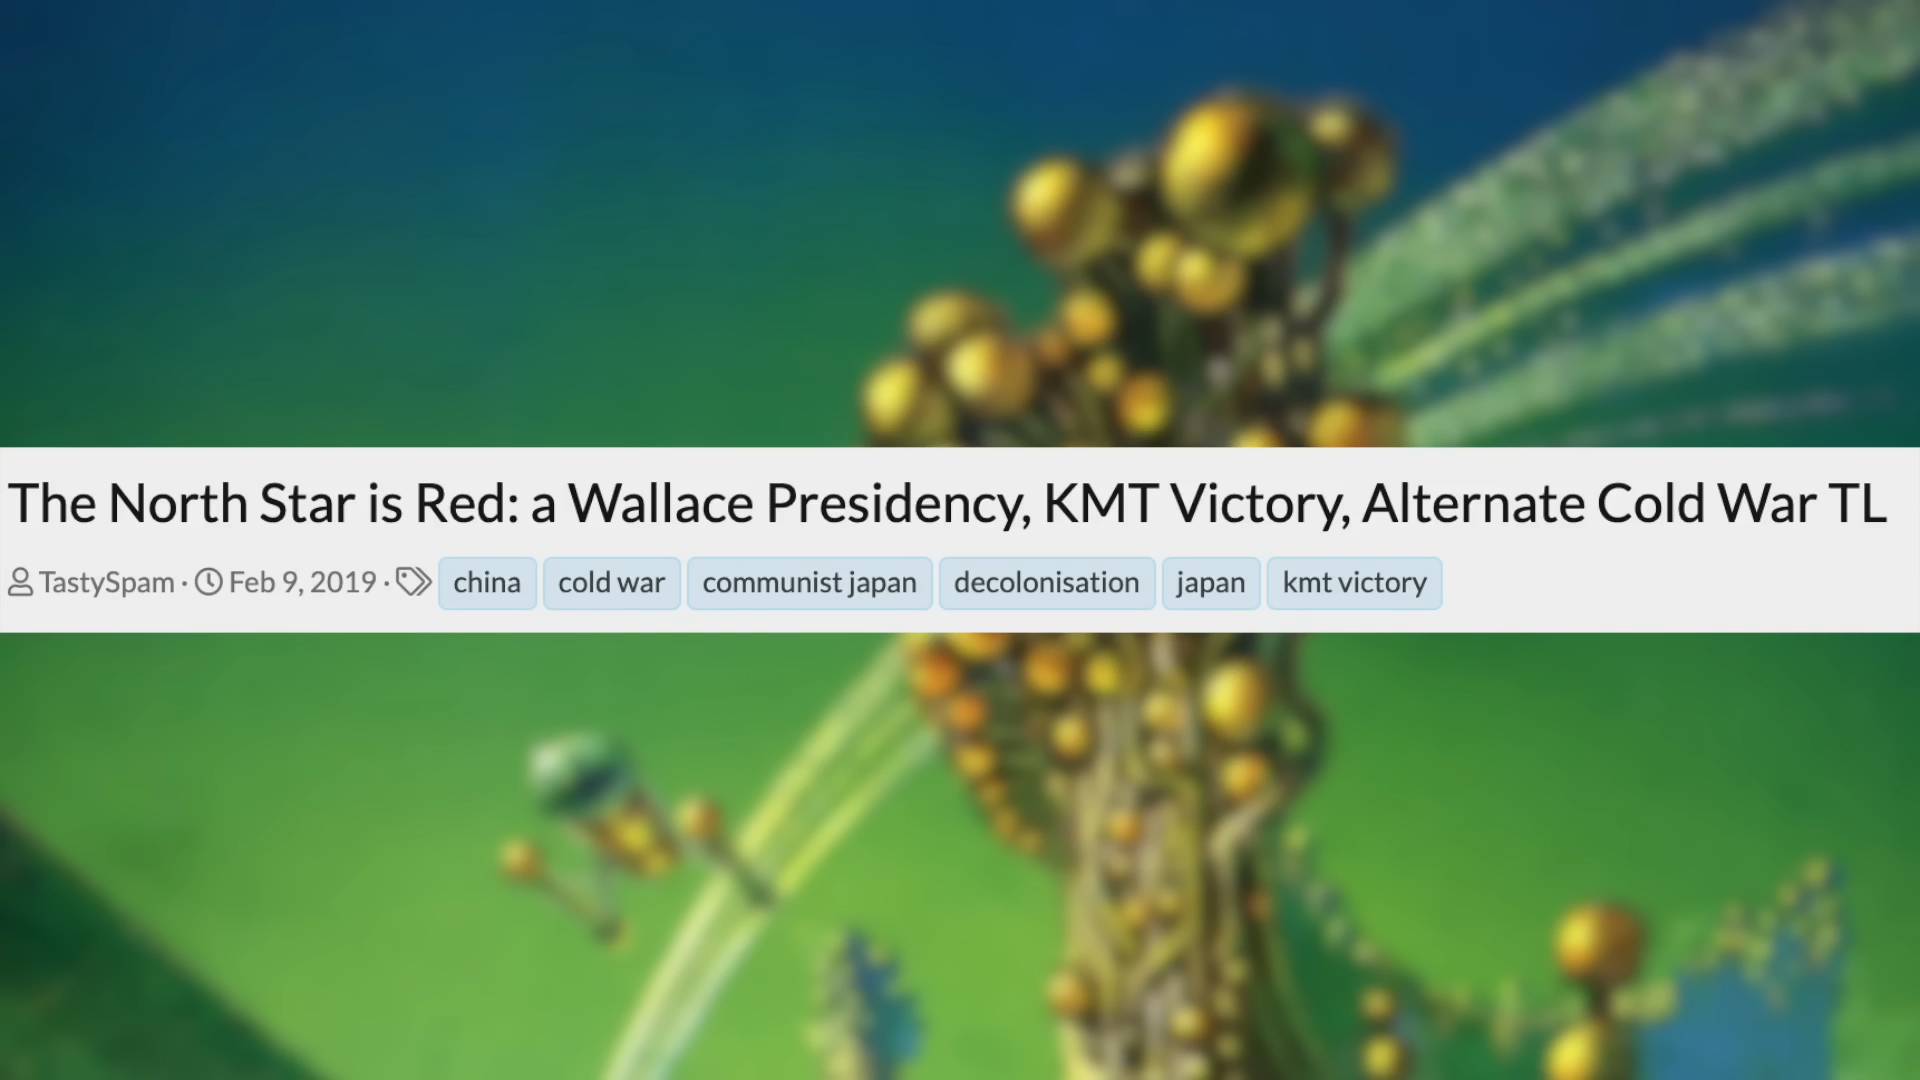 The North Star is Red: a Wallace Presidency, KMT Victory, Alternate Cold War TL
TastySpam · Feb 9, 2019 · china cold war communist japan decolonisation japan kmt victory